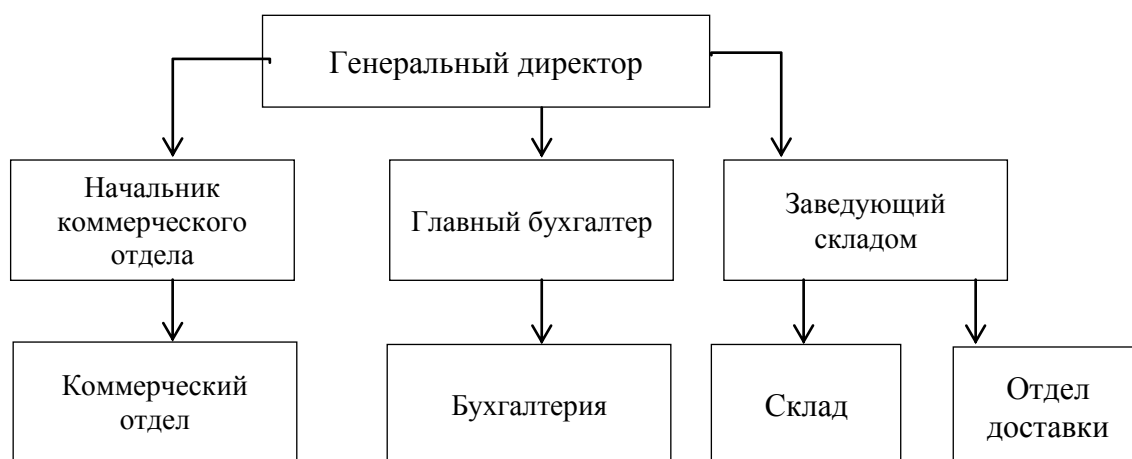 Генеральный директор
Начальник
коммерческого
отдела
Главный бухгалтер
Заведующий
складом
Коммерческий
отдел
Бухгалтерия
Склад
Отдел
доставки